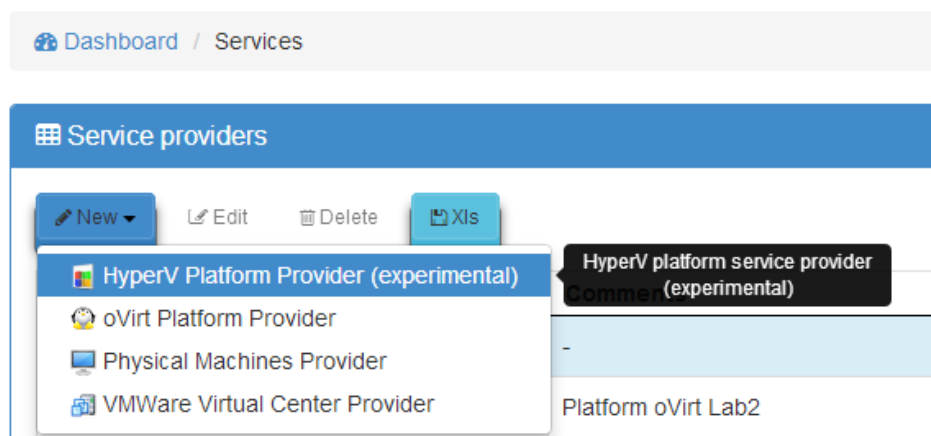 Dashboard / Services
Service providers
New Edit Delete Xls
HyperV Platform Provider (experimental)
HyperV platform service provider
(experimental)
Comments
oVirt Platform Provider
-
Physical Machines Provider
VMWare Virtual Center Provider
Platform oVirt Lab2